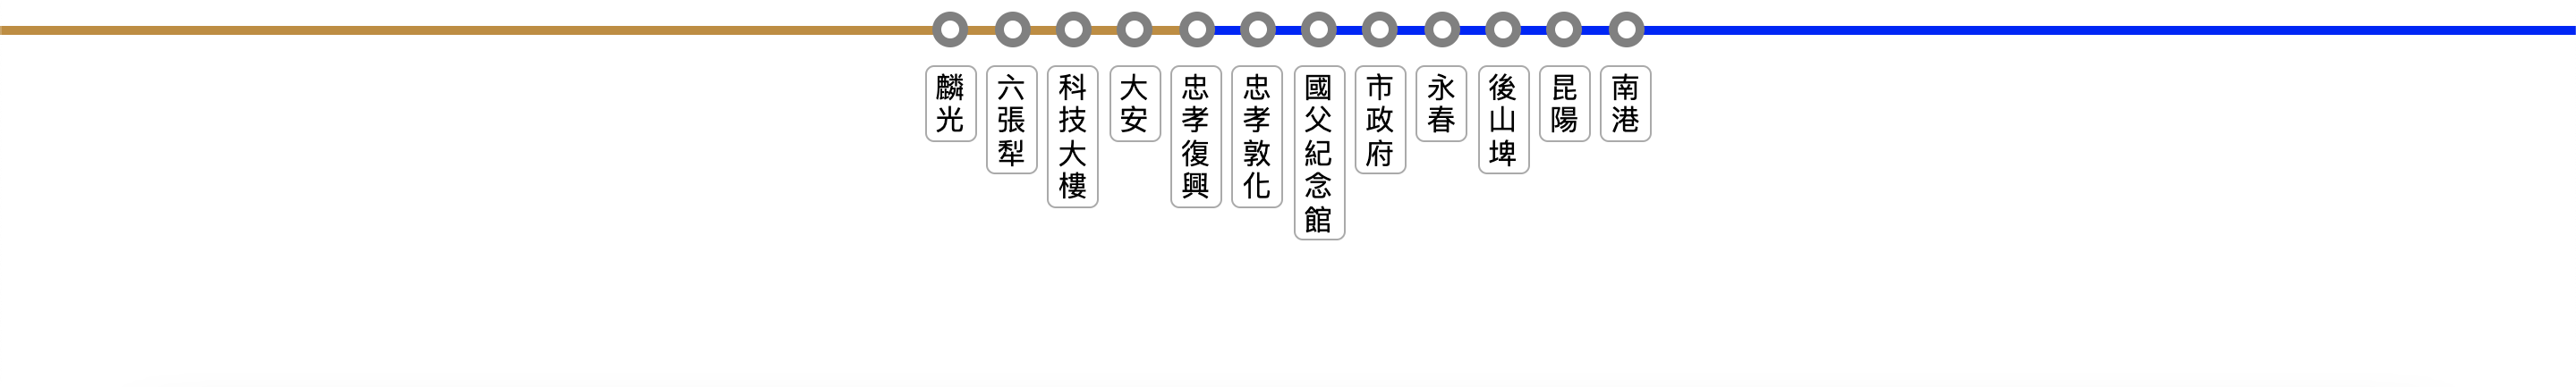 麟光
六張犁
科技大樓
大安
忠孝復興
忠孝敦化
國父紀念館
市政府
永春
後山埤
昆陽
南港